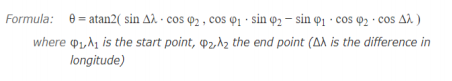 Formula: θ = atan2( sin Δλ ⋅ cos φ₂ , cos φ₁ ⋅ sin φ₂ − sin φ₁ ⋅ cos φ₂ ⋅ cos Δλ )
where φ₁,λ₁ is the start point, φ₂,λ₂ the end point (Δλ is the difference in
longitude)